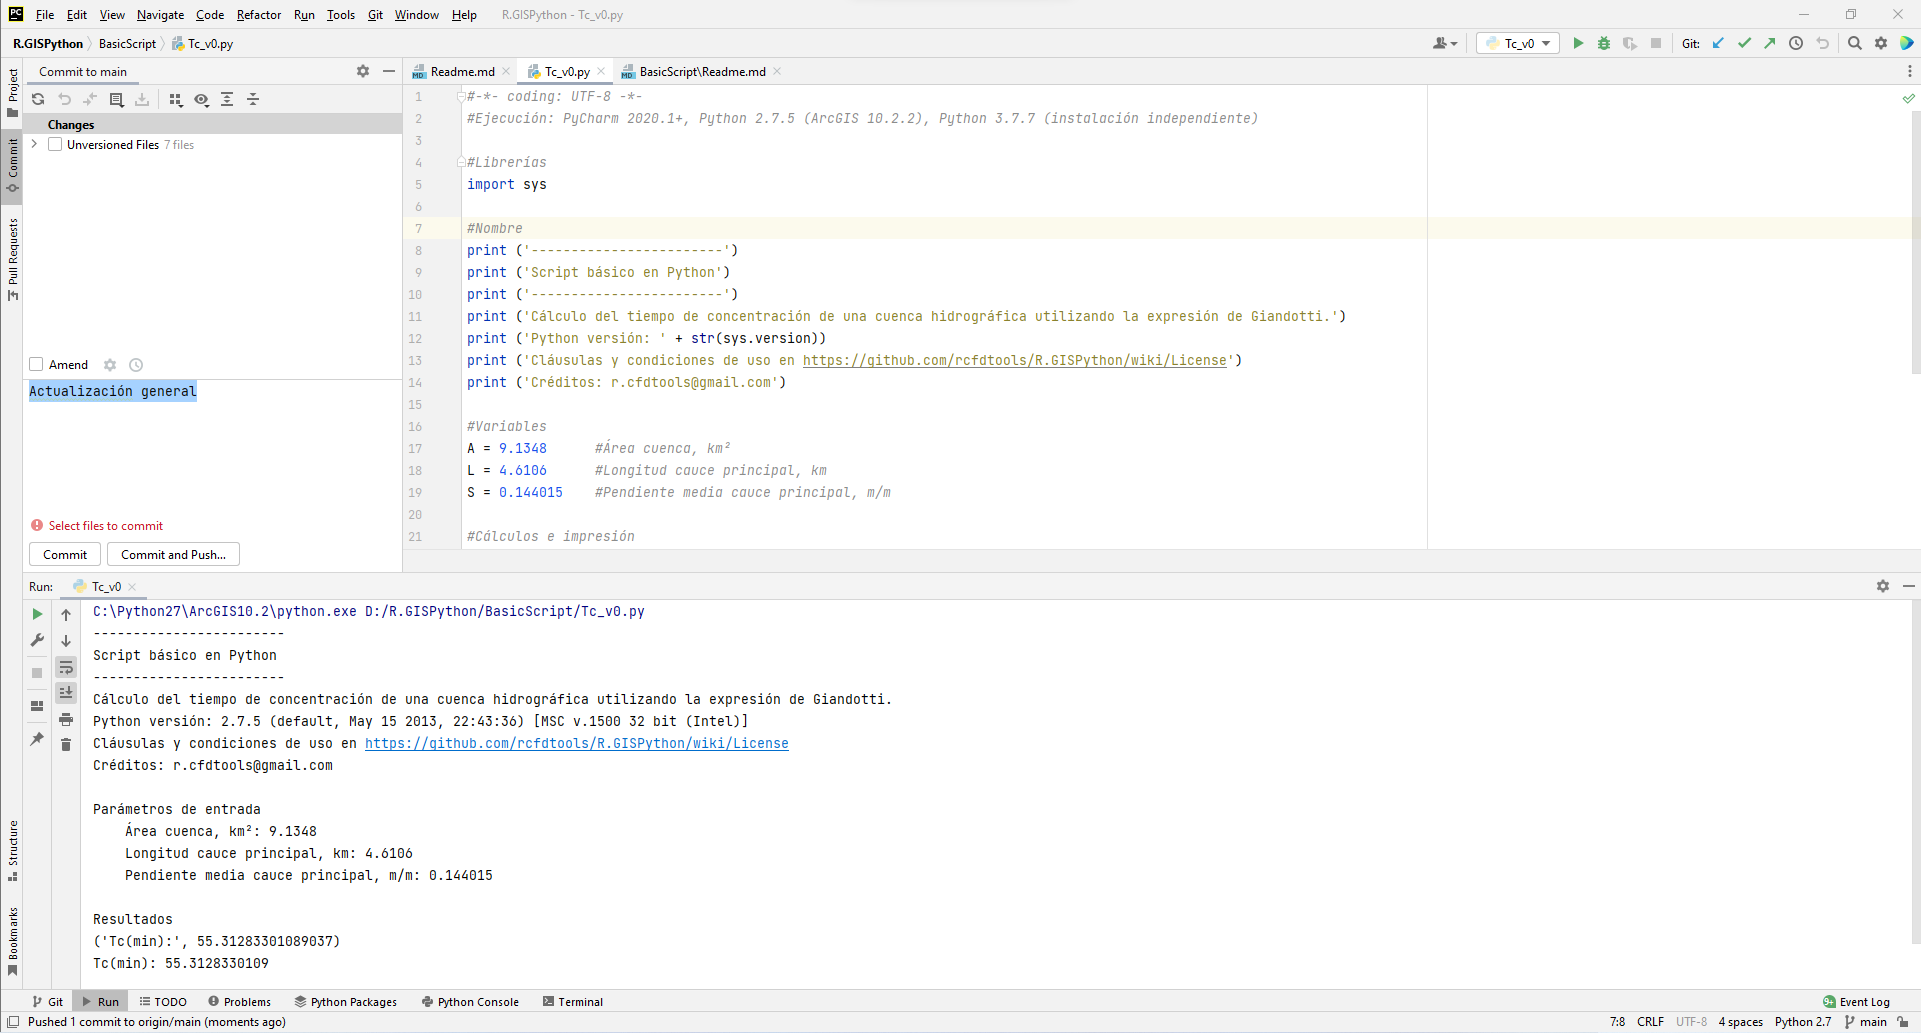 File Edit View Navigate Code Refactor Run Tools Git Window Help R.GISPython - Tc_v0.py
R.GISPython BasicScript Tc_v0.py
Tc_v0 Git:
Project
Commit
Pull Requests
Structure
Bookmarks
Commit to main
Changes
Unversioned Files 7 files
Amend
Actualización general
Select files to commit
Commit Commit and Push...
Readme.md Tc_v0.py BasicScript\Readme.md
1 #-*- coding: UTF-8 -*-
2 #Ejecución: PyCharm 2020.1+, Python 2.7.5 (ArcGIS 10.2.2), Python 3.7.7 (instalación independiente)
3
4 #Librerías
5 import sys
6
7 #Nombre
8 print ('------------------------')
9 print ('Script básico en Python')
10 print ('------------------------')
11 print ('Cálculo del tiempo de concentración de una cuenca hidrográfica utilizando la expresión de Giandotti.')
12 print ('Python versión: ' + str(sys.version))
13 print ('Cláusulas y condiciones de uso en https://github.com/rcfdtools/R.GISPython/wiki/License')
14 print ('Créditos: r.cfdtools@gmail.com')
15
16 #Variables
17 A = 9.1348 #Área cuenca, km²
18 L = 4.6106 #Longitud cauce principal, km
19 S = 0.144015 #Pendiente media cauce principal, m/m
20
21 #Cálculos e impresión
Run: Tc_v0
C:\Python27\ArcGIS10.2\python.exe D:/R.GISPython/BasicScript/Tc_v0.py
------------------------
Script básico en Python
------------------------
Cálculo del tiempo de concentración de una cuenca hidrográfica utilizando la expresión de Giandotti.
Python versión: 2.7.5 (default, May 15 2013, 22:43:36) [MSC v.1500 32 bit (Intel)]
Cláusulas y condiciones de uso en https://github.com/rcfdtools/R.GISPython/wiki/License
Créditos: r.cfdtools@gmail.com
Parámetros de entrada
Área cuenca, km²: 9.1348
Longitud cauce principal, km: 4.6106
Pendiente media cauce principal, m/m: 0.144015
Resultados
('Tc(min):', 55.31283301089037)
Tc(min): 55.3128330109
Git Run TODO Problems Python Packages Python Console Terminal 9+ Event Log
Pushed 1 commit to origin/main (moments ago) 7:8 CRLF UTF-8 4 spaces Python 2.7 main